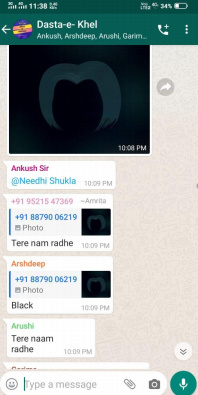 11:38
34%
Dasta-e- Khel
Ankush, Arshdeep, Arushi, Garim...
10:08 PM
Ankush Sir
@Needhi Shukla 10:09 PM
+91 95215 47369 ~Amrita
+91 88790 06219
Photo
Tere nam radhe 10:09 PM
Arshdeep
+91 88790 06219
Photo
Black 10:09 PM
Arushi
Tere naam
radhe 10:09 PM
Type a message